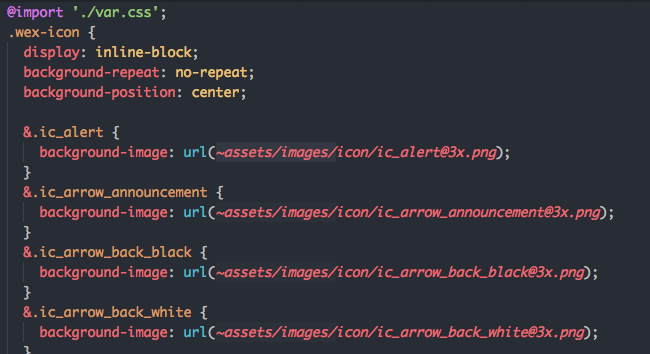 @import './var.css';
.wex-icon {
display: inline-block;
background-repeat: no-repeat;
background-position: center;
&.ic_alert {
background-image: url(~assets/images/icon/ic_alert@3x.png);
}
&.ic_arrow_announcement {
background-image: url(~assets/images/icon/ic_arrow_announcement@3x.png);
}
&.ic_arrow_back_black {
background-image: url(~assets/images/icon/ic_arrow_back_black@3x.png);
}
&.ic_arrow_back_white {
background-image: url(~assets/images/icon/ic_arrow_back_white@3x.png);
}